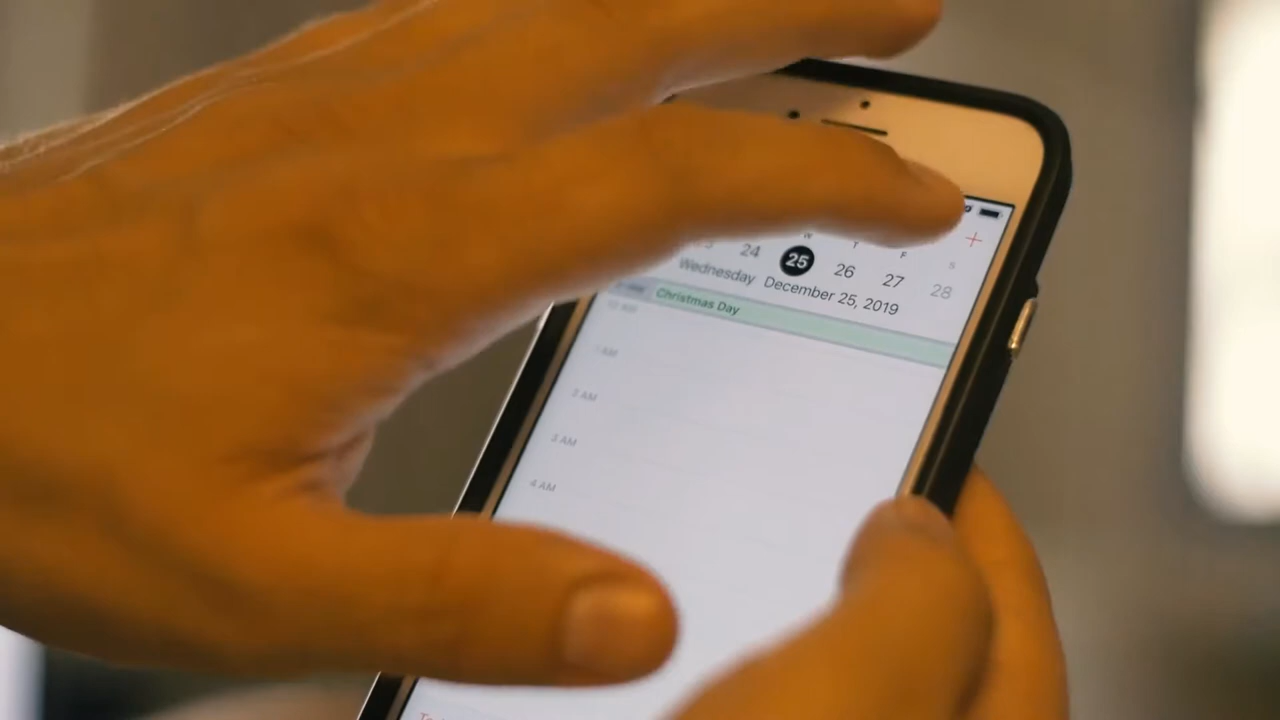 W T F S
24 25 26 27 28
Wednesday December 25, 2019
Christmas Day
1 AM
2 AM
3 AM
4 AM